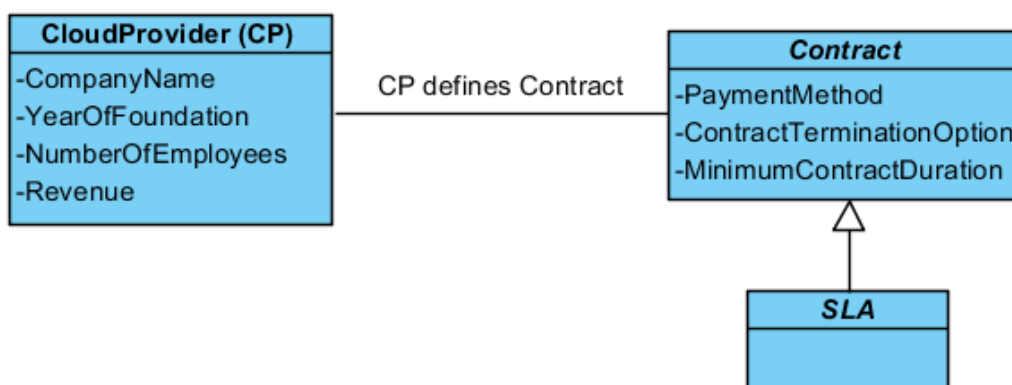 CloudProvider (CP)
-CompanyName
-YearOfFoundation
-NumberOfEmployees
-Revenue
CP defines Contract
Contract
-PaymentMethod
-ContractTerminationOption
-MinimumContractDuration
SLA